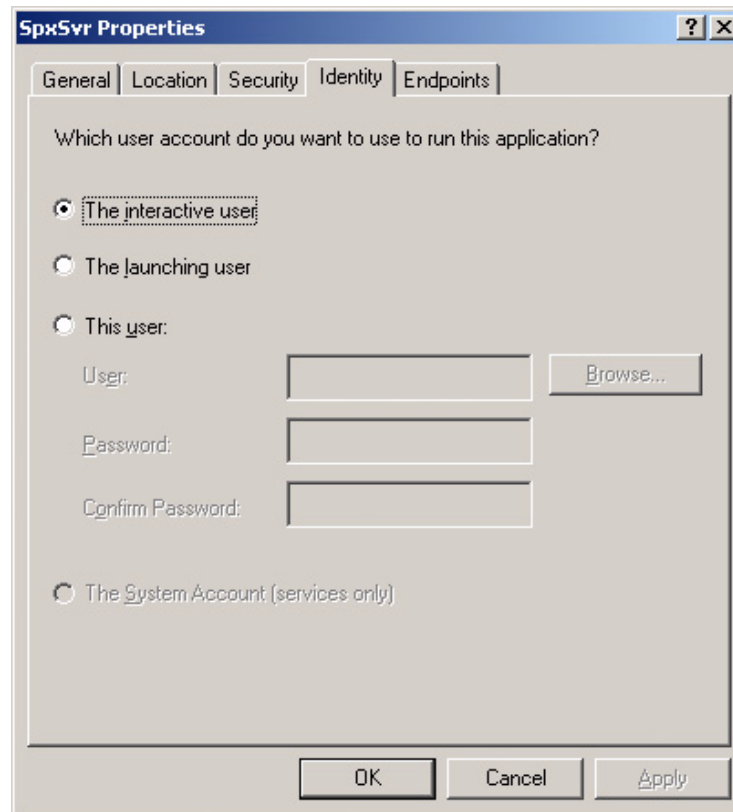 SpxSvr Properties
General Location Security Identity Endpoints
Which user account do you want to use to run this application?
The interactive user
The launching user
This user:
User:
Browse...
Password:
Confirm Password:
The System Account (services only)
OK Cancel Apply